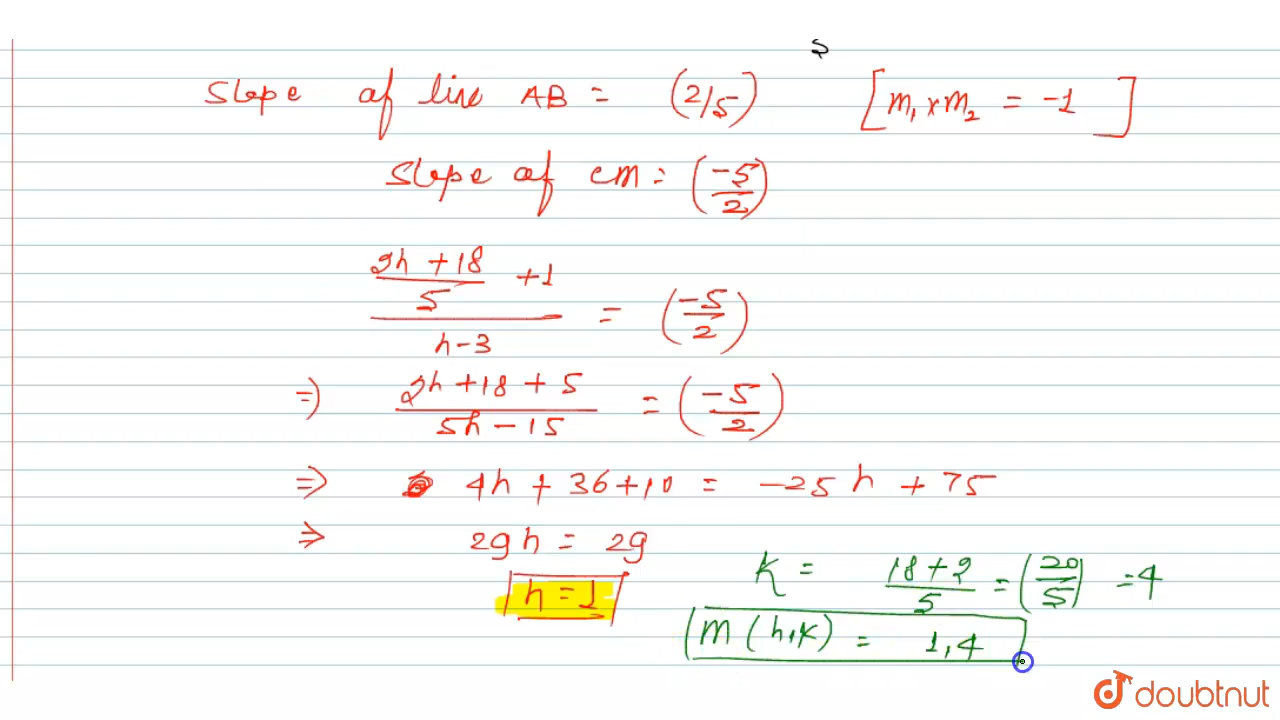 5
Slope of line AB = (2/5) [m₁ x m₂ = -1]
Slope of CM = (-5/2)
((2h + 18)/5 + 1)/(h - 3) = (-5/2)
⇒ (2h + 18 + 5)/(5h - 15) = (-5/2)
⇒ 4h + 36 + 10 = -25h + 75
⇒ 29h = 29
h = 1
K = (18 + 2)/5 = (20/5) = 4
M (h, K) = 1, 4
doubtnut